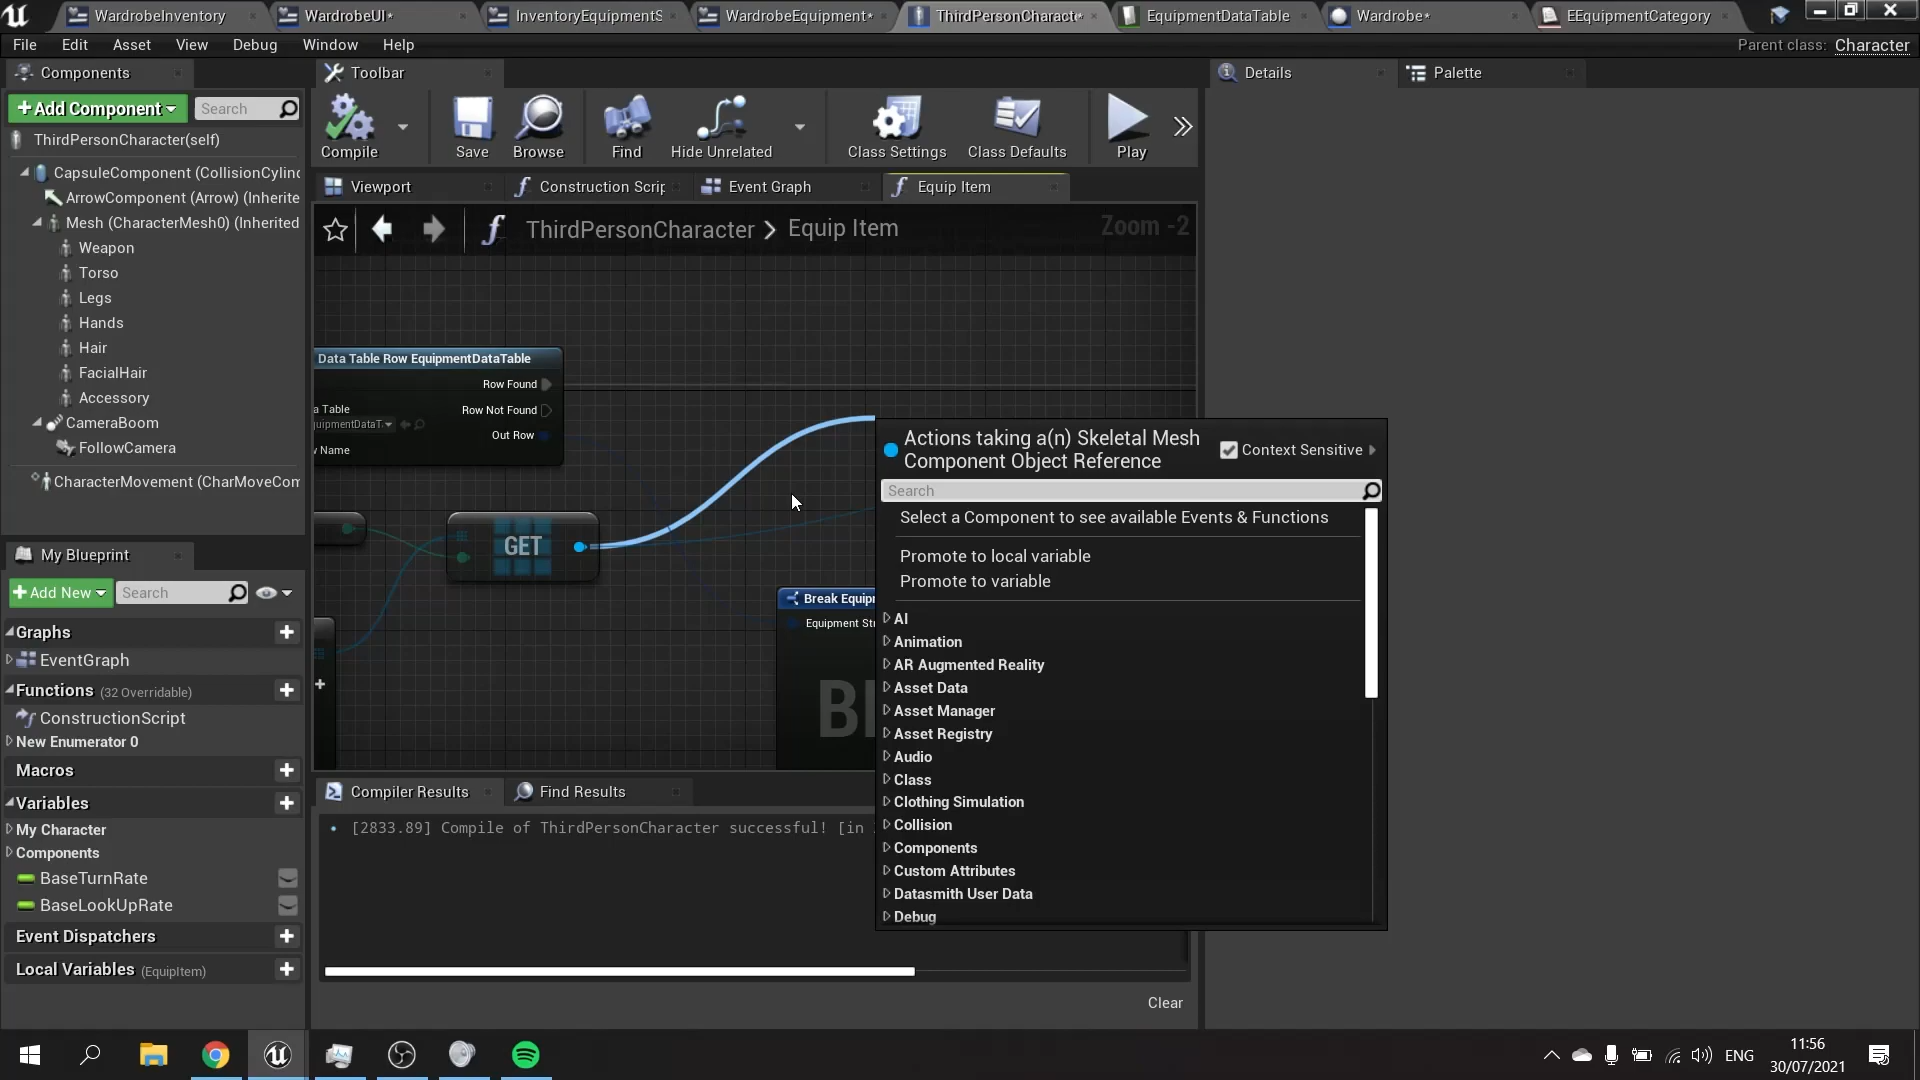 WardrobeInventory
WardrobeUI*
InventoryEquipmentS
WardrobeEquipment*
ThirdPersonCharact*
EquipmentDataTable
Wardrobe*
EEquipmentCategory
File
Edit
Asset
View
Debug
Window
Help
Parent class: Character
Components
Toolbar
Details
Palette
+ Add Component
Search
Compile
Save
Browse
Find
Hide Unrelated
Class Settings
Class Defaults
Play
ThirdPersonCharacter(self)
CapsuleComponent (CollisionCylind
ArrowComponent (Arrow) (Inherite
Mesh (CharacterMesh0) (Inherited
Weapon
Torso
Legs
Hands
Hair
FacialHair
Accessory
CameraBoom
FollowCamera
CharacterMovement (CharMoveCom
Viewport
Construction Scrip
Event Graph
Equip Item
ThirdPersonCharacter > Equip Item
Zoom -2
Data Table Row EquipmentDataTable
Row Found
a Table
Row Not Found
quipmentDataT
Out Row
w Name
GET
Break Equipm
Equipment Str
Actions taking a(n) Skeletal Mesh
Component Object Reference
Context Sensitive
Search
Select a Component to see available Events & Functions
Promote to local variable
Promote to variable
AI
Animation
AR Augmented Reality
Asset Data
Asset Manager
Asset Registry
Audio
Class
Clothing Simulation
Collision
Components
Custom Attributes
Datasmith User Data
Debug
My Blueprint
+ Add New
Search
Graphs
EventGraph
Functions (32 Overridable)
ConstructionScript
New Enumerator 0
Macros
Variables
My Character
Components
BaseTurnRate
BaseLookUpRate
Event Dispatchers
Local Variables (EquipItem)
Compiler Results
Find Results
[2833.89] Compile of ThirdPersonCharacter successful! [in
Clear
ENG
11:56
30/07/2021